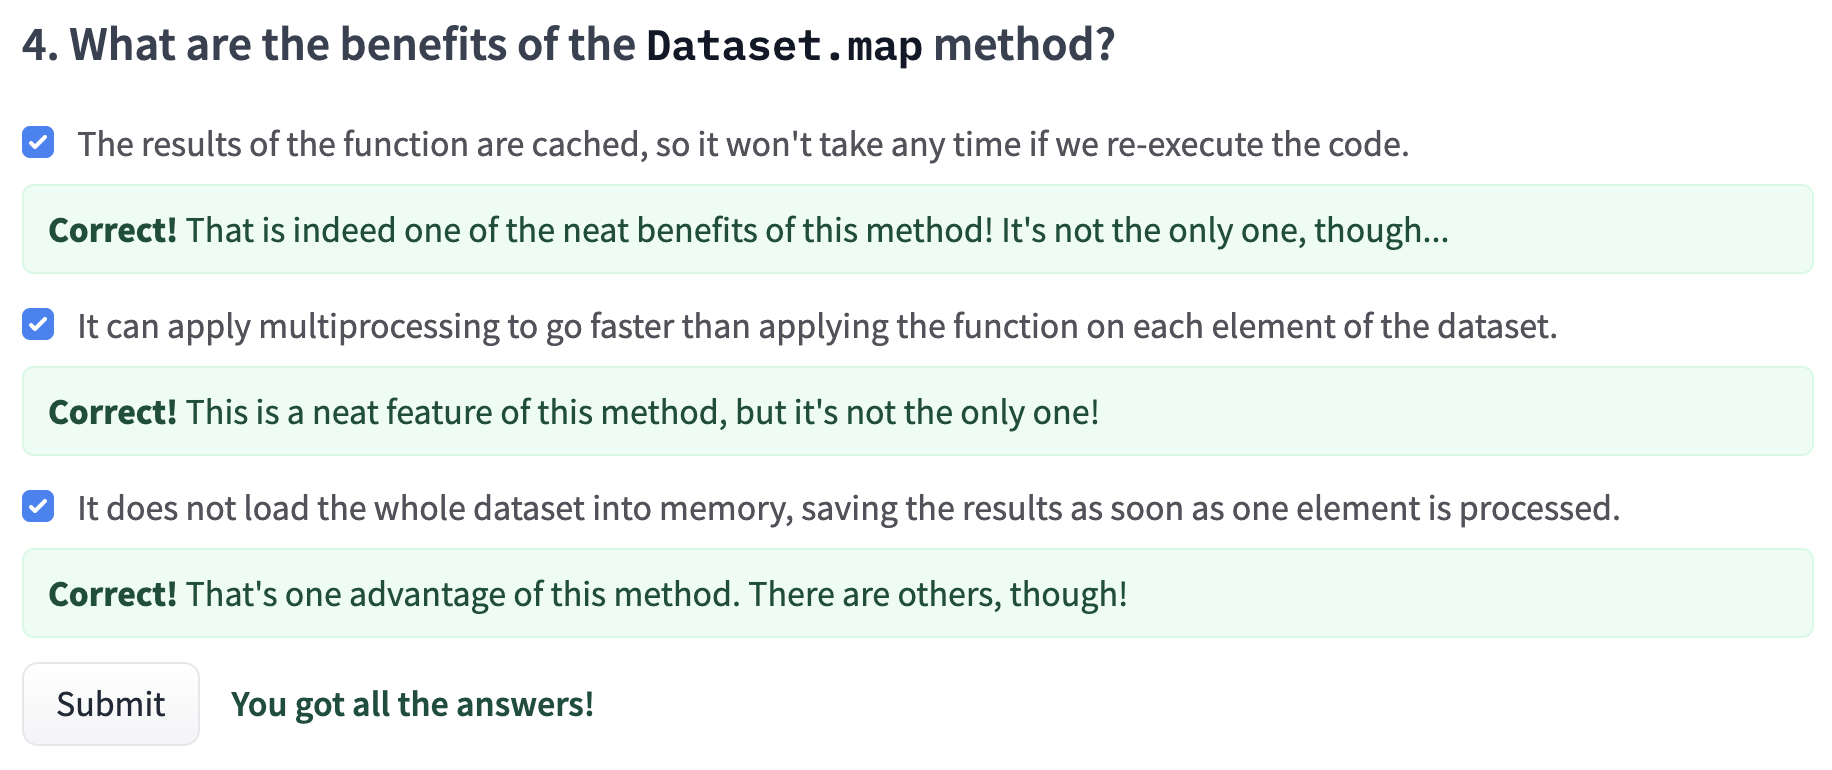 4. What are the benefits of the Dataset.map method?
The results of the function are cached, so it won't take any time if we re-execute the code.
Correct! That is indeed one of the neat benefits of this method! It's not the only one, though...
It can apply multiprocessing to go faster than applying the function on each element of the dataset.
Correct! This is a neat feature of this method, but it's not the only one!
It does not load the whole dataset into memory, saving the results as soon as one element is processed.
Correct! That's one advantage of this method. There are others, though!
Submit You got all the answers!